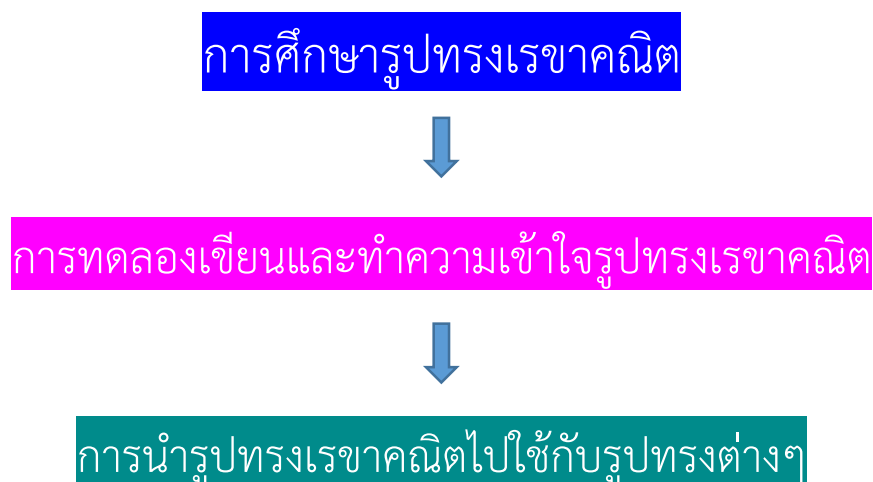 การศึกษารูปทรงเรขาคณิต
การทดลองเขียนและทำความเข้าใจรูปทรงเรขาคณิต
การนำรูปทรงเรขาคณิตไปใช้กับรูปทรงต่างๆ